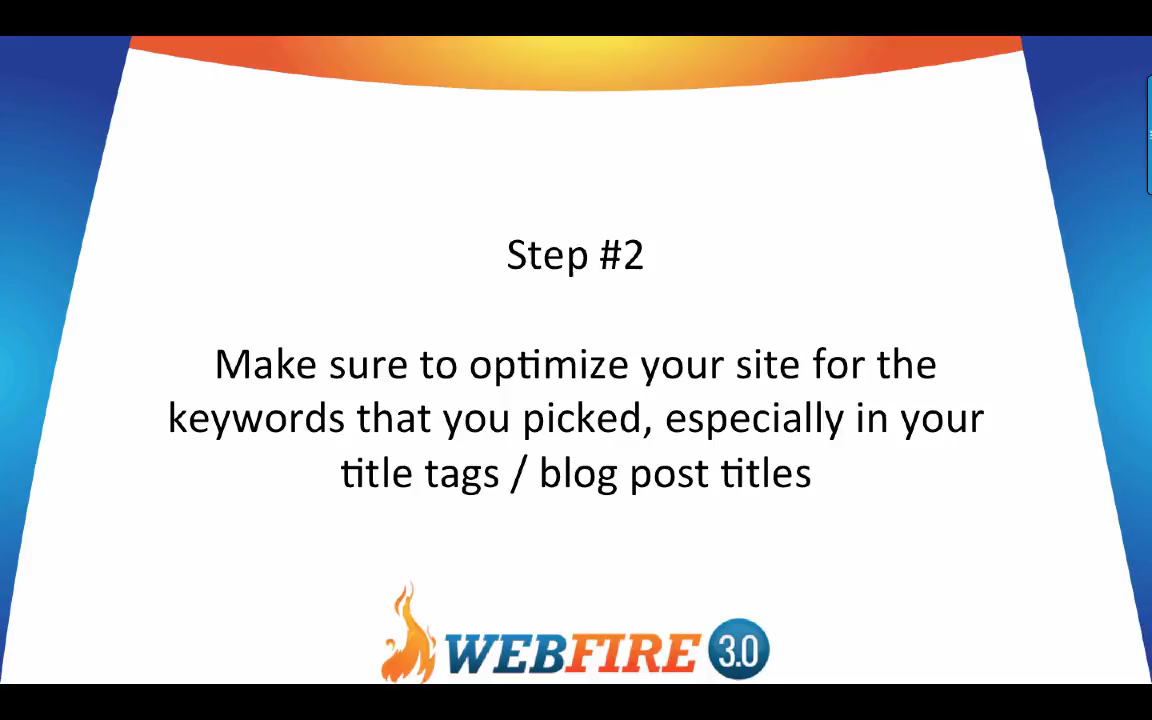 Step #2
Make sure to optimize your site for the
keywords that you picked, especially in your
title tags / blog post titles
WEBFIRE 3.0